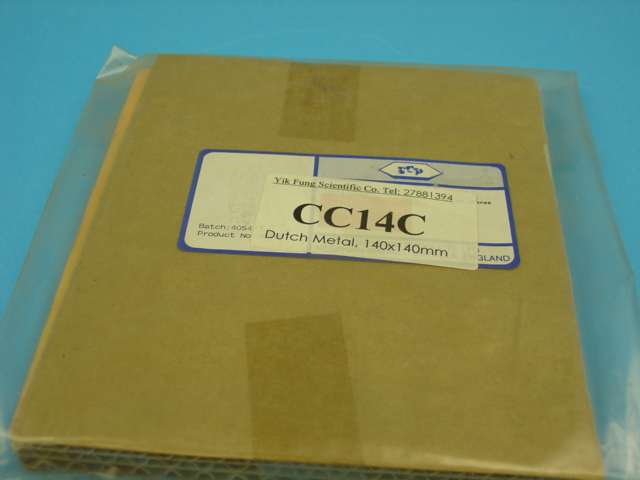 Yik Fung Scientific Co. Tel: 27881394
CC14C
Dutch Metal, 140x140mm
Batch: 4054
Product No
ENGLAND